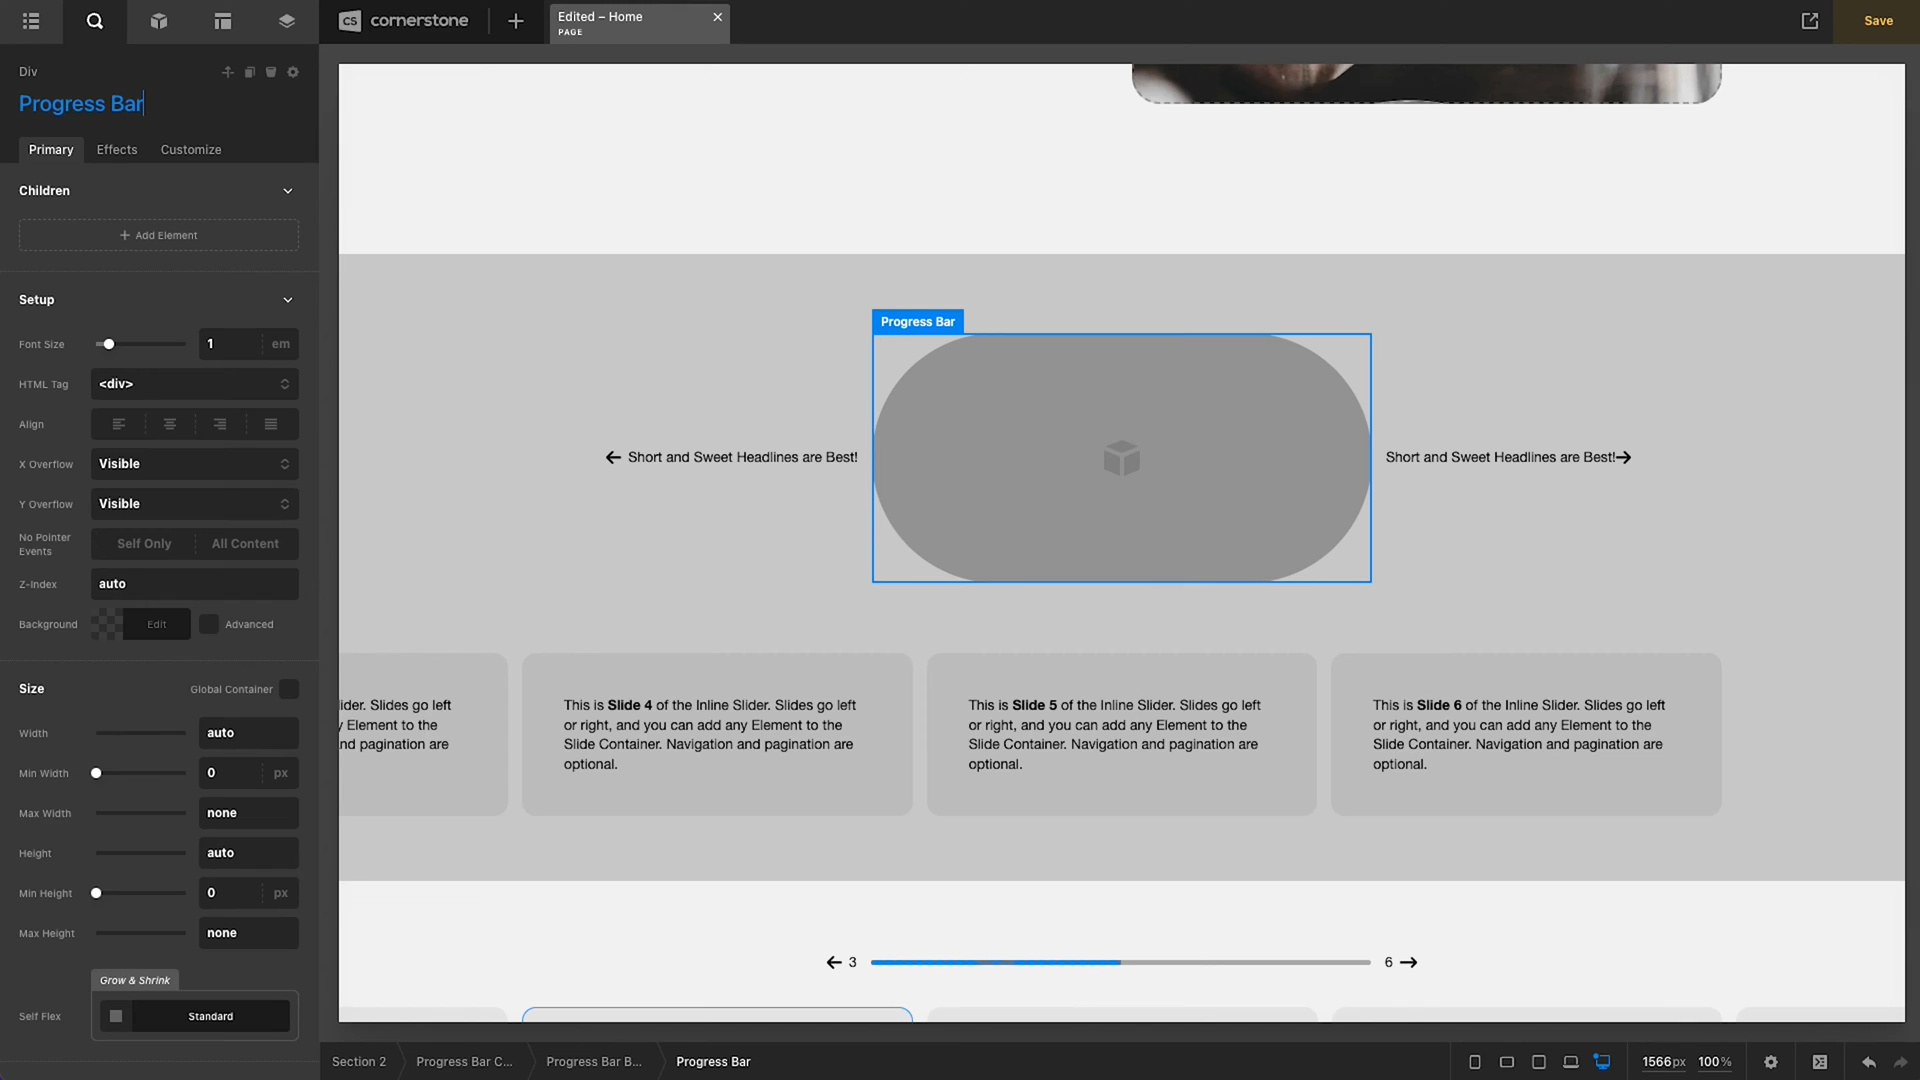 CS cornerstone
Edited – Home
PAGE
Save
Div
Progress Bar
Primary
Effects
Customize
Children
Add Element
Setup
Font Size
1
em
HTML Tag
<div>
Align
X Overflow
Visible
Y Overflow
Visible
No Pointer
Events
Self Only
All Content
Z-Index
auto
Background
Edit
Advanced
Size
Global Container
Width
auto
Min Width
0
px
Max Width
none
Height
auto
Min Height
0
px
Max Height
none
Grow & Shrink
Self Flex
Standard
Progress Bar
Short and Sweet Headlines are Best!
Short and Sweet Headlines are Best!
ider. Slides go left
y Element to the
nd pagination are
This is Slide 4 of the Inline Slider. Slides go left
or right, and you can add any Element to the
Slide Container. Navigation and pagination are
optional.
This is Slide 5 of the Inline Slider. Slides go left
or right, and you can add any Element to the
Slide Container. Navigation and pagination are
optional.
This is Slide 6 of the Inline Slider. Slides go left
or right, and you can add any Element to the
Slide Container. Navigation and pagination are
optional.
3
6
Section 2
Progress Bar C...
Progress Bar B...
Progress Bar
1566px
100%